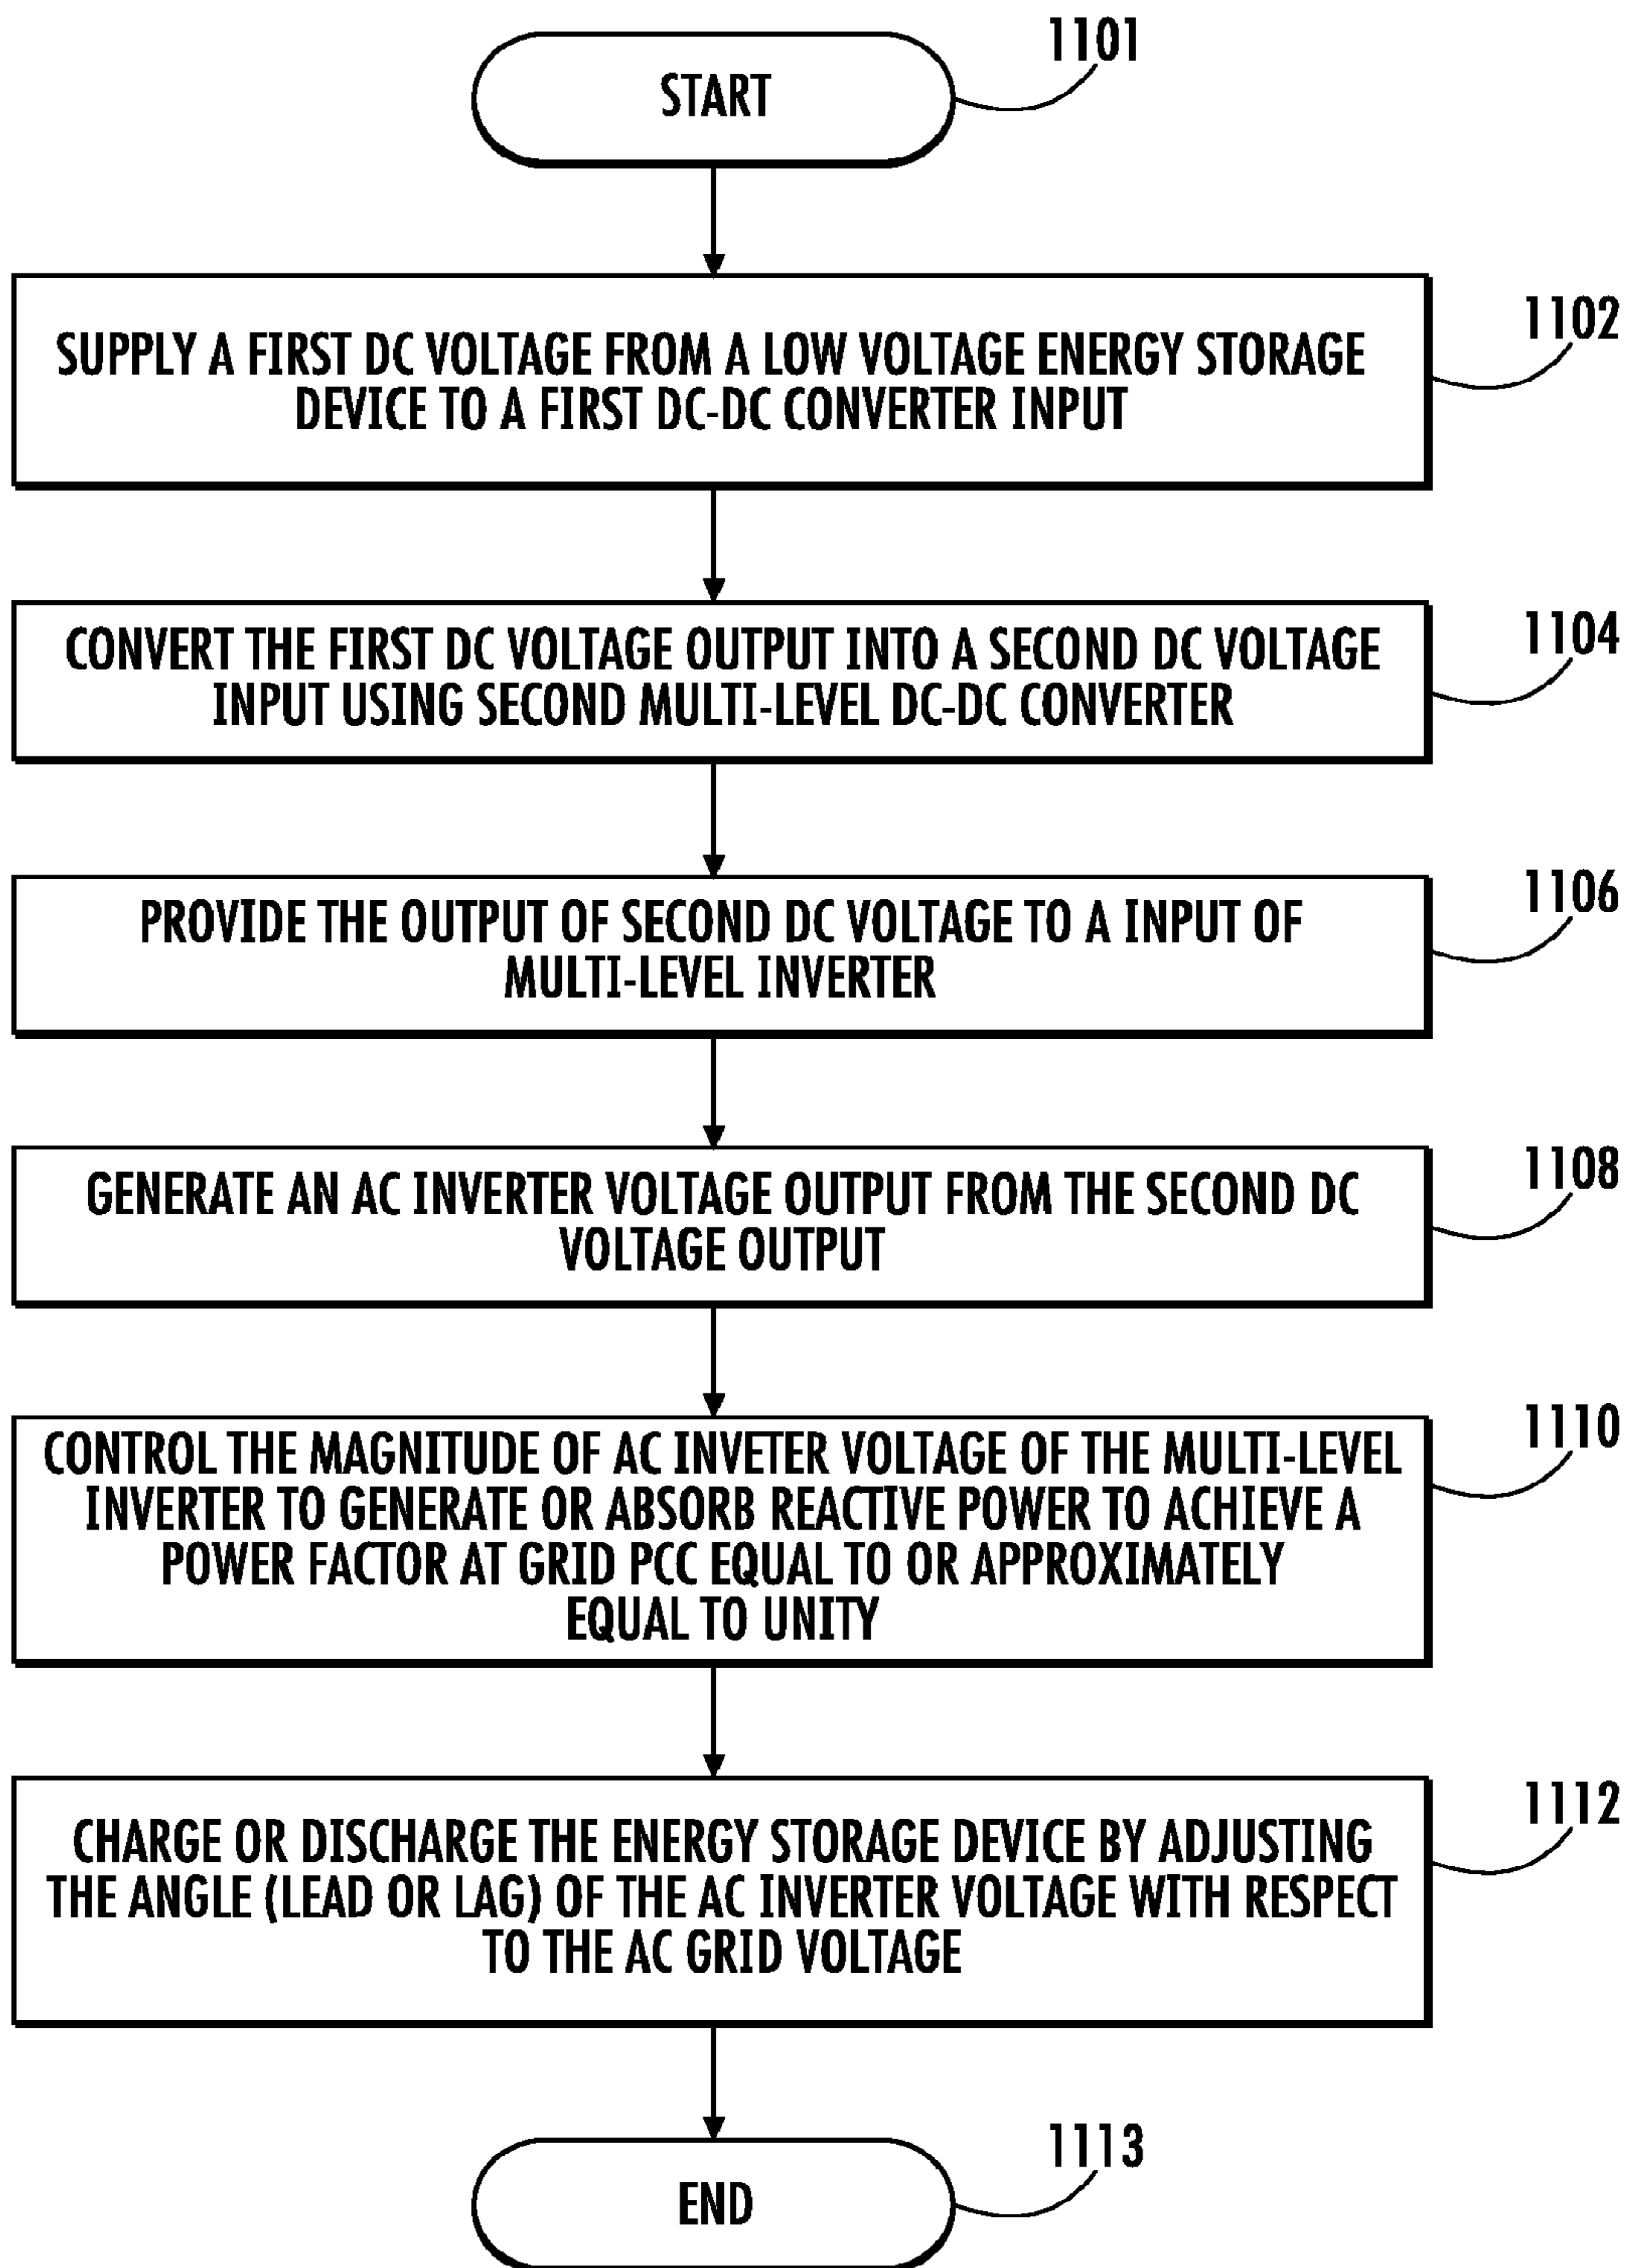 START
1101
SUPPLY A FIRST DC VOLTAGE FROM A LOW VOLTAGE ENERGY STORAGE
DEVICE TO A FIRST DC-DC CONVERTER INPUT
1102
CONVERT THE FIRST DC VOLTAGE OUTPUT INTO A SECOND DC VOLTAGE
INPUT USING SECOND MULTI-LEVEL DC-DC CONVERTER
1104
PROVIDE THE OUTPUT OF SECOND DC VOLTAGE TO A INPUT OF
MULTI-LEVEL INVERTER
1106
GENERATE AN AC INVERTER VOLTAGE OUTPUT FROM THE SECOND DC
VOLTAGE OUTPUT
1108
CONTROL THE MAGNITUDE OF AC INVETER VOLTAGE OF THE MULTI-LEVEL
INVERTER TO GENERATE OR ABSORB REACTIVE POWER TO ACHIEVE A
POWER FACTOR AT GRID PCC EQUAL TO OR APPROXIMATELY
EQUAL TO UNITY
1110
CHARGE OR DISCHARGE THE ENERGY STORAGE DEVICE BY ADJUSTING
THE ANGLE (LEAD OR LAG) OF THE AC INVERTER VOLTAGE WITH RESPECT
TO THE AC GRID VOLTAGE
1112
END
1113